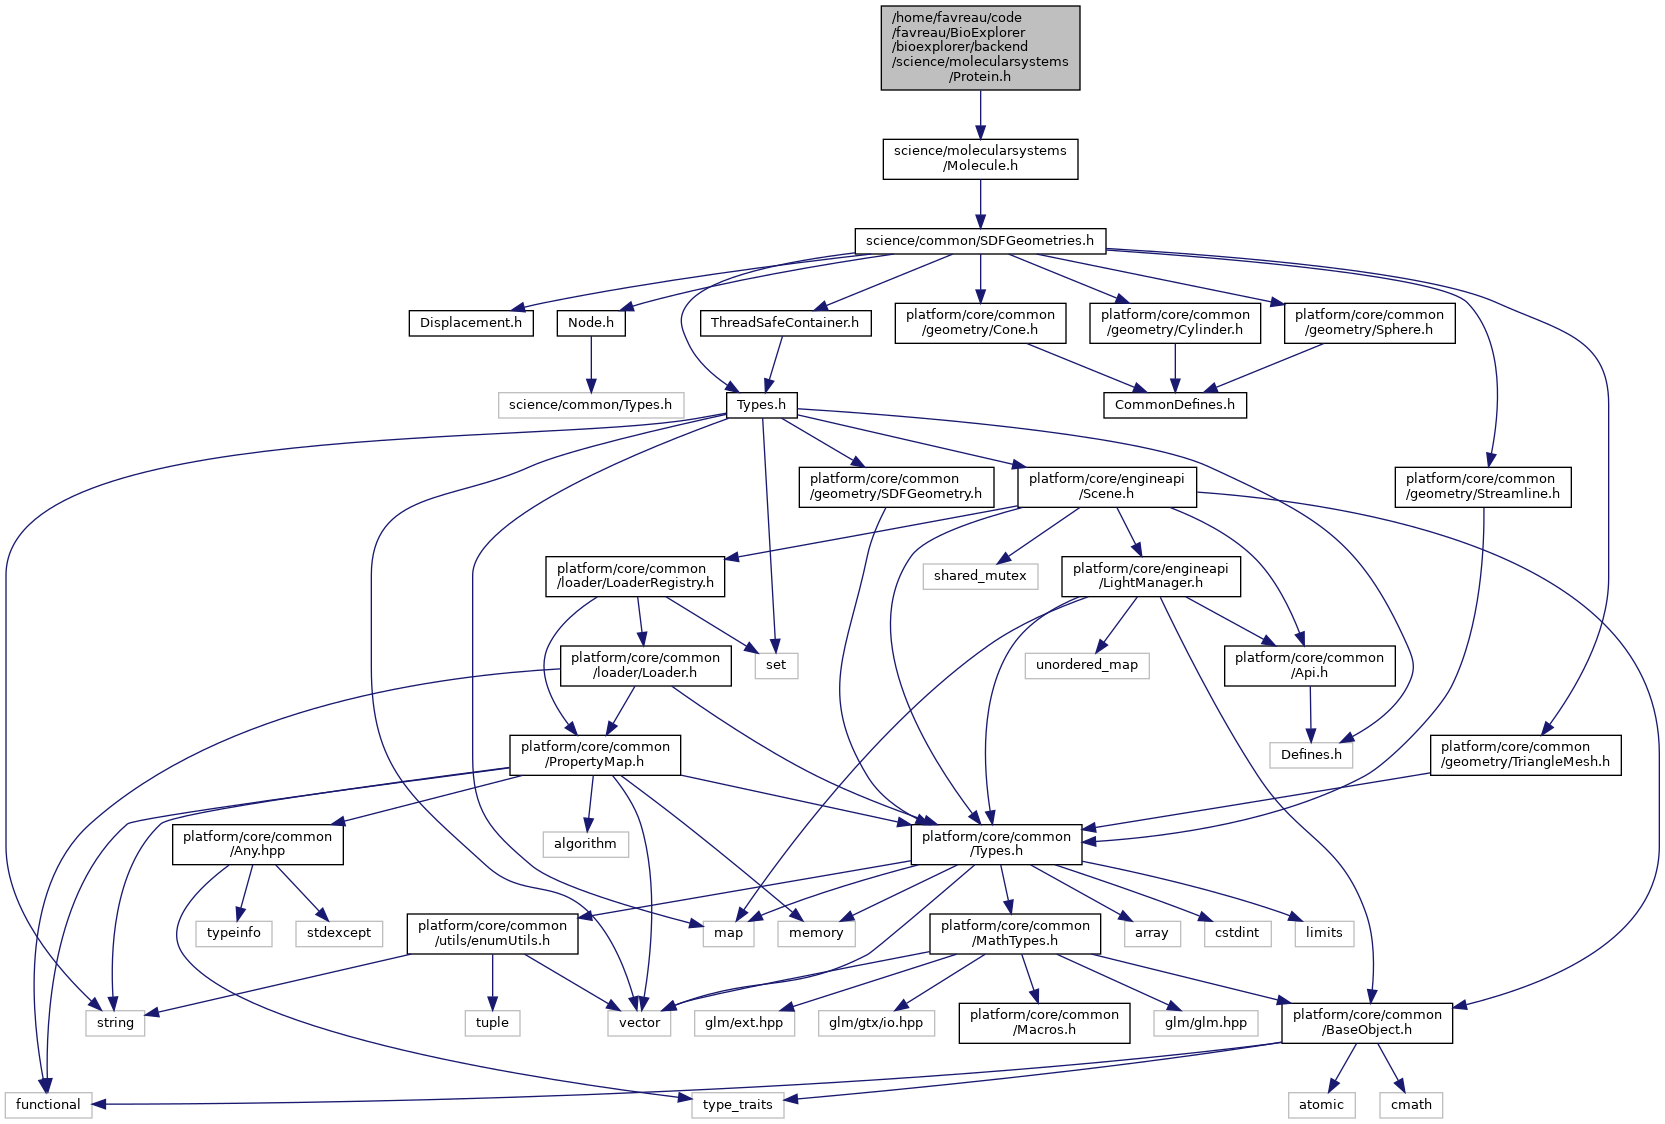 /home/favreau/code
/favreau/BioExplorer
/bioexplorer/backend
/science/molecularsystems
/Protein.h
science/molecularsystems
/Molecule.h
science/common/SDFGeometries.h
Displacement.h
Node.h
ThreadSafeContainer.h
platform/core/common
/geometry/Cone.h
platform/core/common
/geometry/Cylinder.h
platform/core/common
/geometry/Sphere.h
science/common/Types.h
Types.h
CommonDefines.h
platform/core/common
/geometry/SDFGeometry.h
platform/core/engineapi
/Scene.h
platform/core/common
/geometry/Streamline.h
platform/core/common
/loader/LoaderRegistry.h
shared_mutex
platform/core/engineapi
/LightManager.h
platform/core/common
/loader/Loader.h
set
unordered_map
platform/core/common
/Api.h
platform/core/common
/PropertyMap.h
Defines.h
platform/core/common
/geometry/TriangleMesh.h
platform/core/common
/Any.hpp
algorithm
platform/core/common
/Types.h
typeinfo
stdexcept
platform/core/common
/utils/enumUtils.h
map
memory
platform/core/common
/MathTypes.h
array
cstdint
limits
string
tuple
vector
glm/ext.hpp
glm/gtx/io.hpp
platform/core/common
/Macros.h
glm/glm.hpp
platform/core/common
/BaseObject.h
functional
type_traits
atomic
cmath